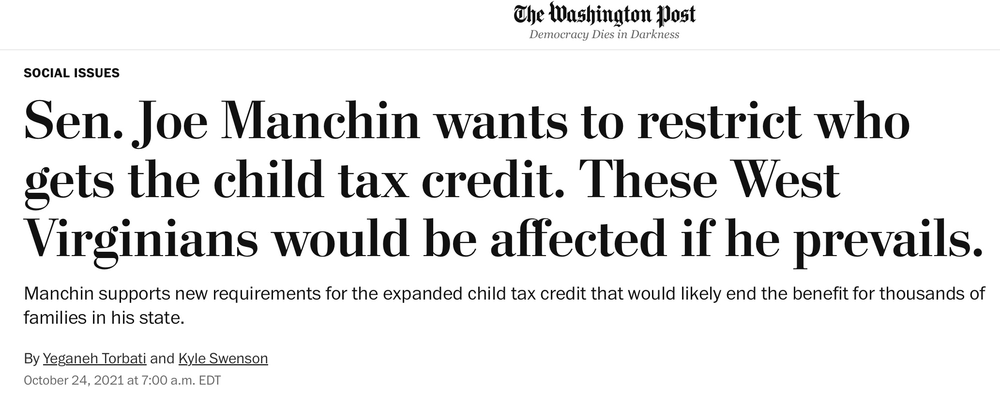 The Washington Post
Democracy Dies in Darkness
SOCIAL ISSUES
Sen. Joe Manchin wants to restrict who
gets the child tax credit. These West
Virginians would be affected if he prevails.
Manchin supports new requirements for the expanded child tax credit that would likely end the benefit for thousands of
families in his state.
By Yeganeh Torbati and Kyle Swenson
October 24, 2021 at 7:00 a.m. EDT